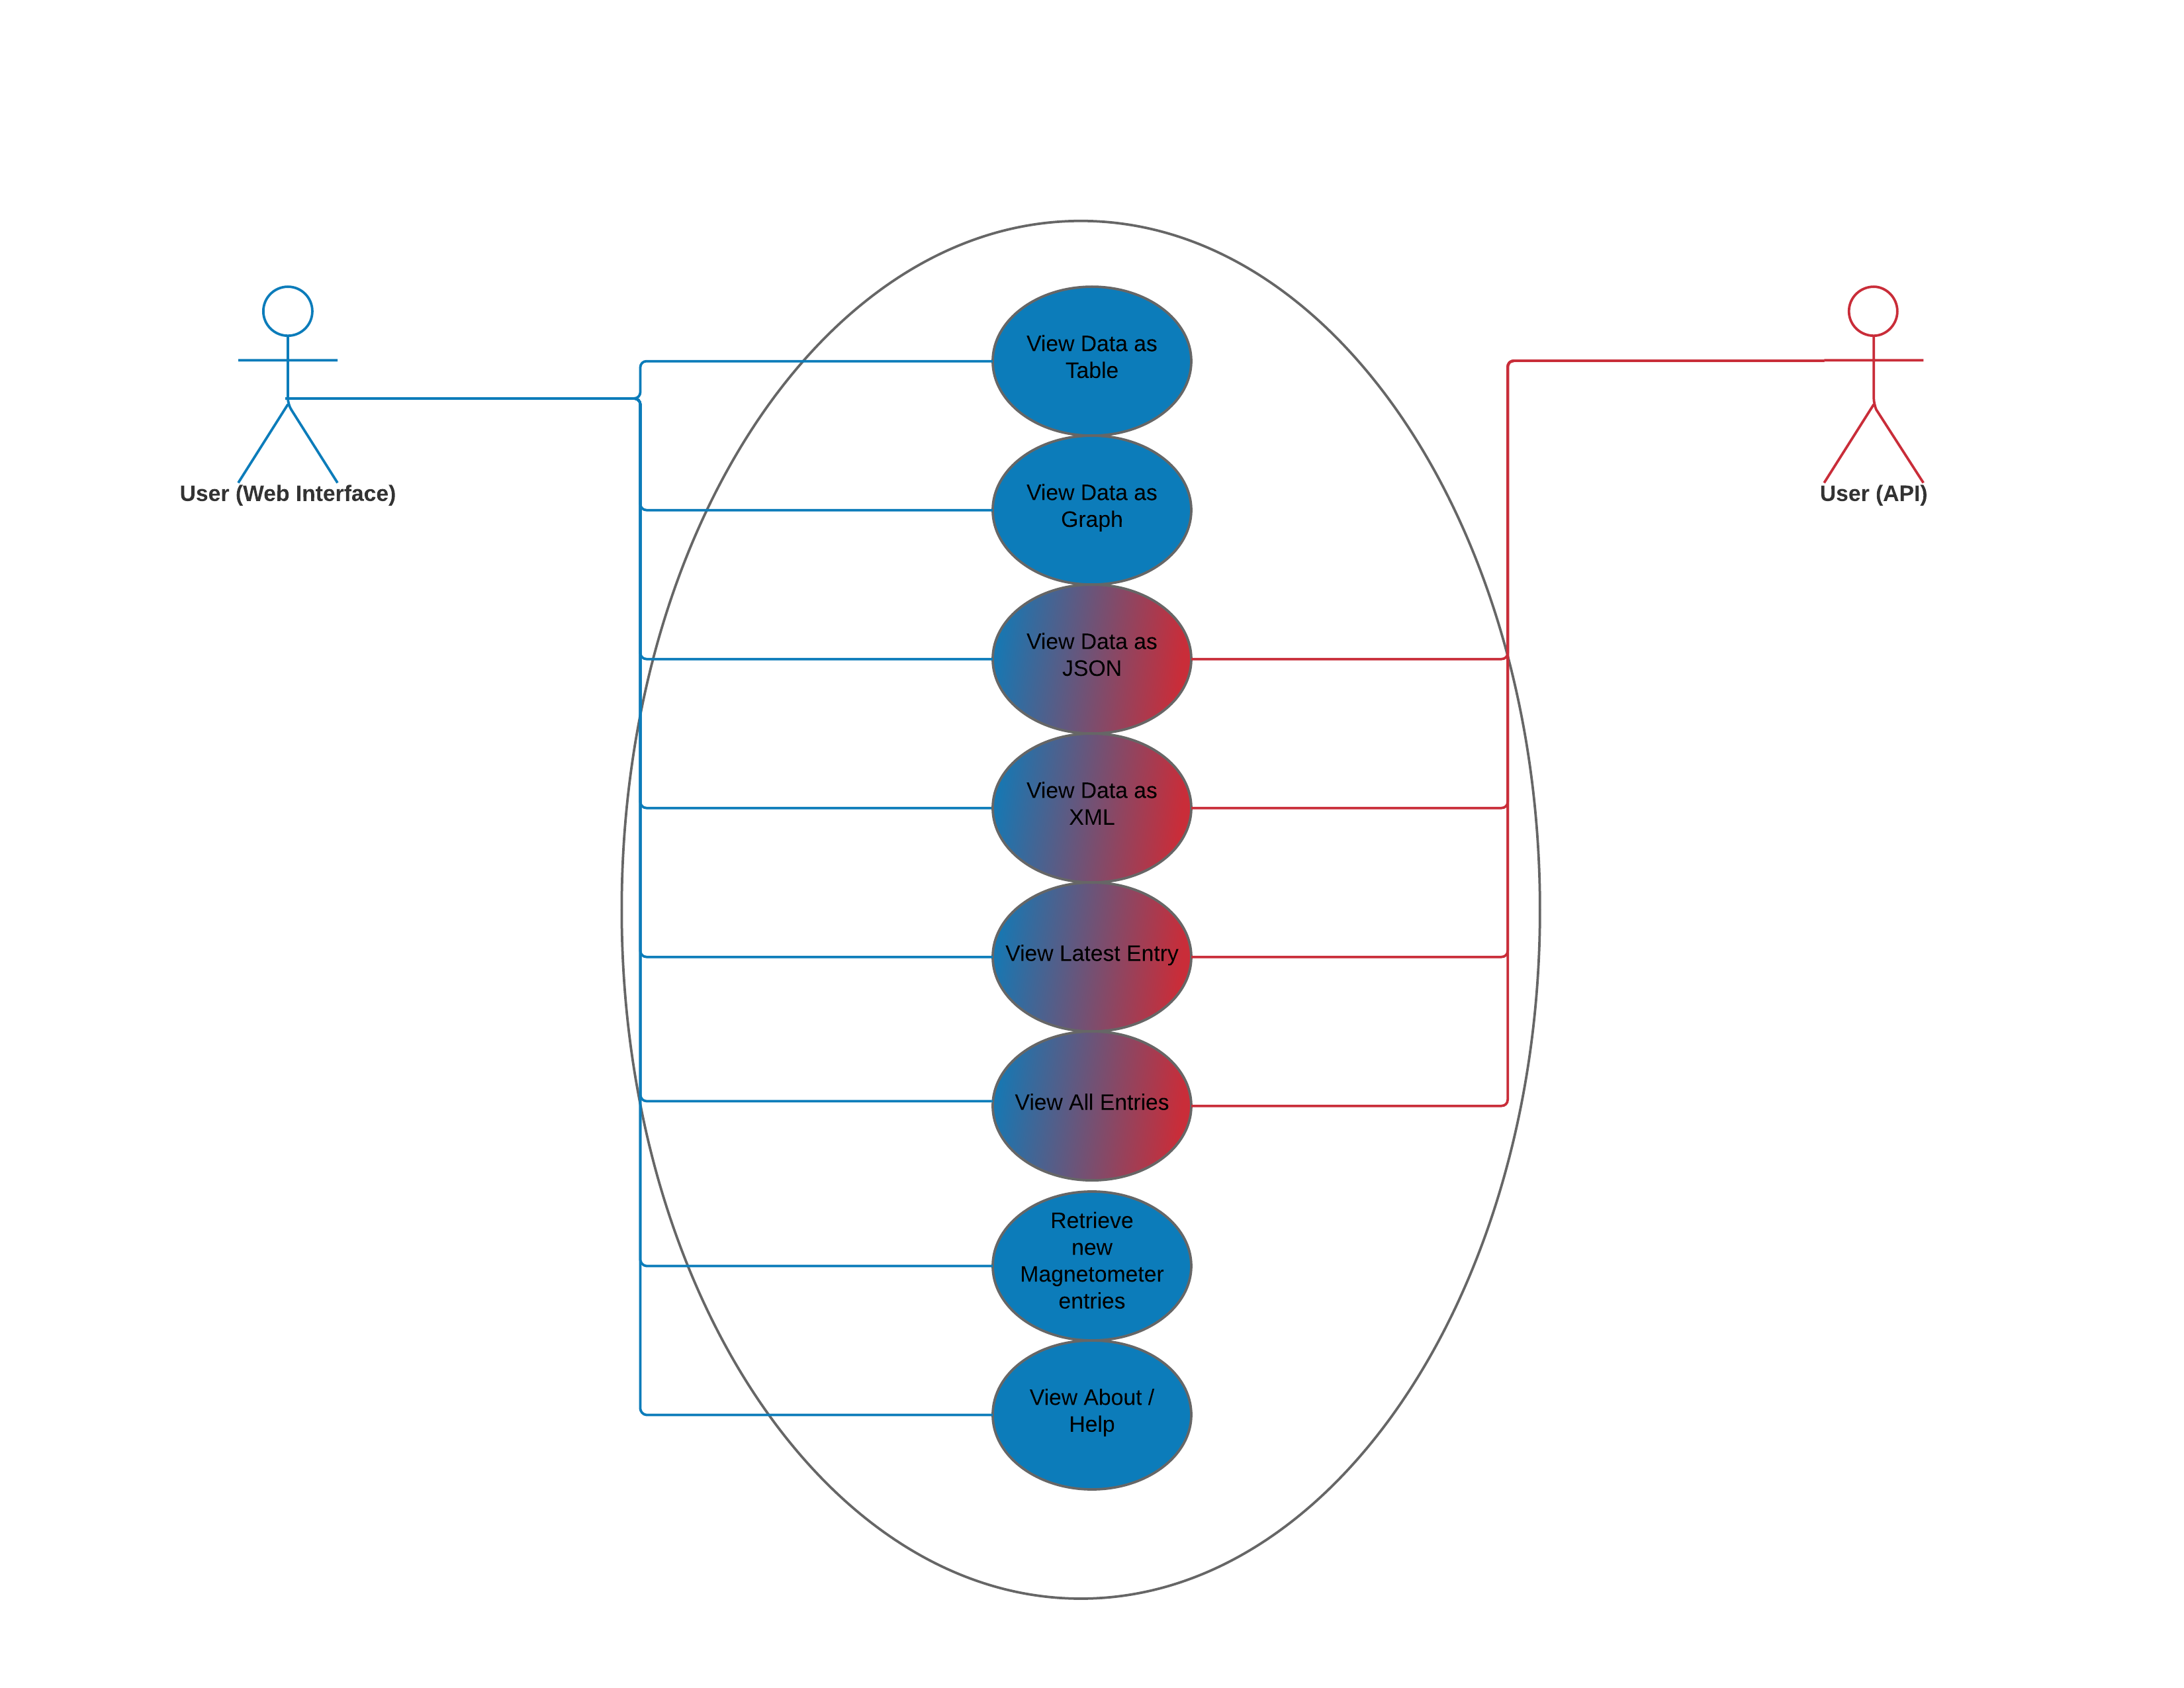 User (Web Interface)
User (API)
View Data as
Table
View Data as
Graph
View Data as
JSON
View Data as
XML
View Latest Entry
View All Entries
Retrieve
new
Magnetometer
entries
View About /
Help